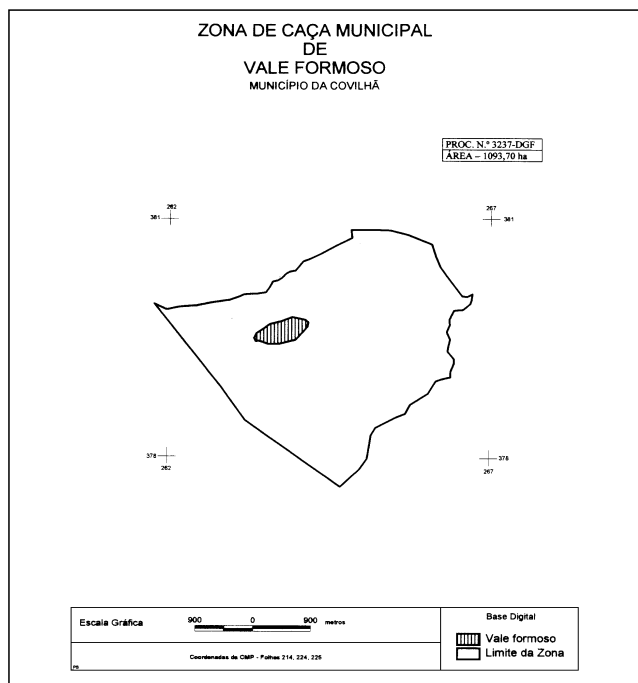 ZONA DE CAÇA MUNICIPAL
DE
VALE FORMOSO
MUNICÍPIO DA COVILHÃ
PROC. N.º 3237-DGF
ÁREA – 1093,70 ha
262
381
267
381
378
262
378
267
Escala Gráfica
900 0 900 metros
Coordenadas da CMP - Folhas 214, 224, 225
PS
Base Digital
Vale formoso
Limite da Zona